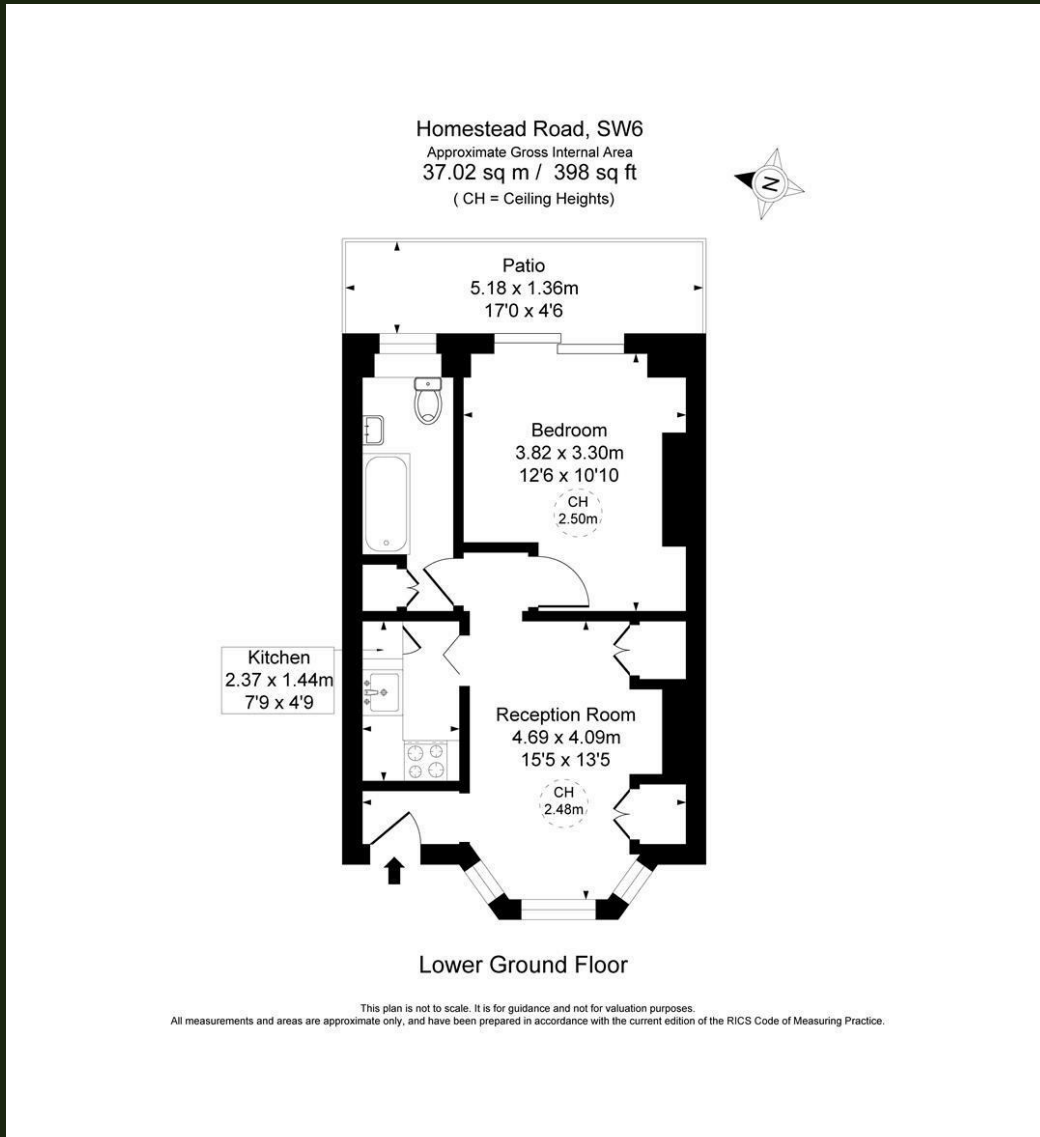 Homestead Road, SW6
Approximate Gross Internal Area
37.02 sq m / 398 sq ft
( CH = Ceiling Heights)
N
Patio
5.18 x 1.36m
17'0 x 4'6
Bedroom
3.82 x 3.30m
12'6 x 10'10
CH
2.50m
Kitchen
2.37 x 1.44m
7'9 x 4'9
Reception Room
4.69 x 4.09m
15'5 x 13'5
CH
2.48m
Lower Ground Floor
This plan is not to scale. It is for guidance and not for valuation purposes.
All measurements and areas are approximate only, and have been prepared in accordance with the current edition of the RICS Code of Measuring Practice.